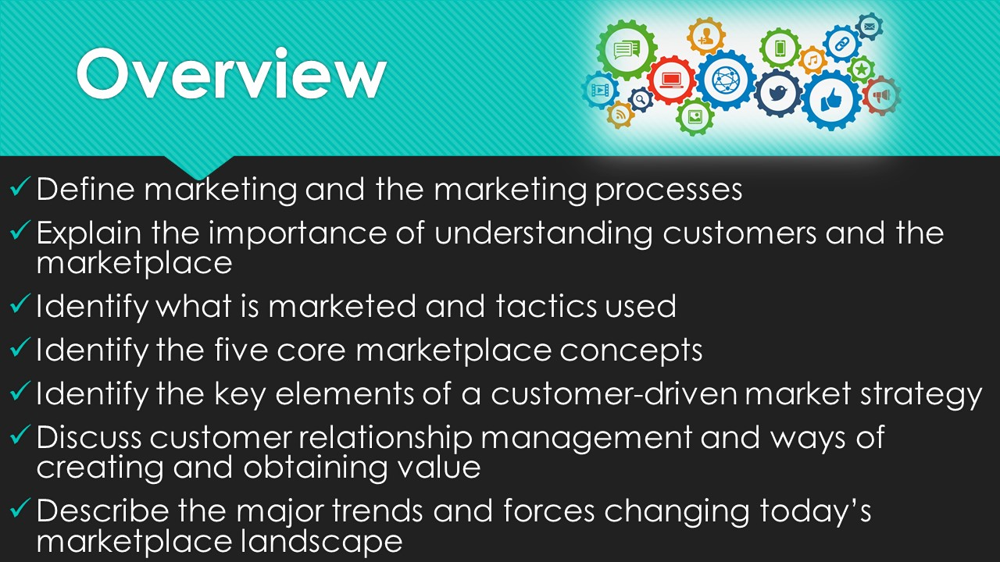 Overview
✓Define marketing and the marketing processes
✓Explain the importance of understanding customers and the
marketplace
✓Identify what is marketed and tactics used
✓Identify the five core marketplace concepts
✓Identify the key elements of a customer-driven market strategy
✓Discuss customer relationship management and ways of
creating and obtaining value
✓Describe the major trends and forces changing today’s
marketplace landscape